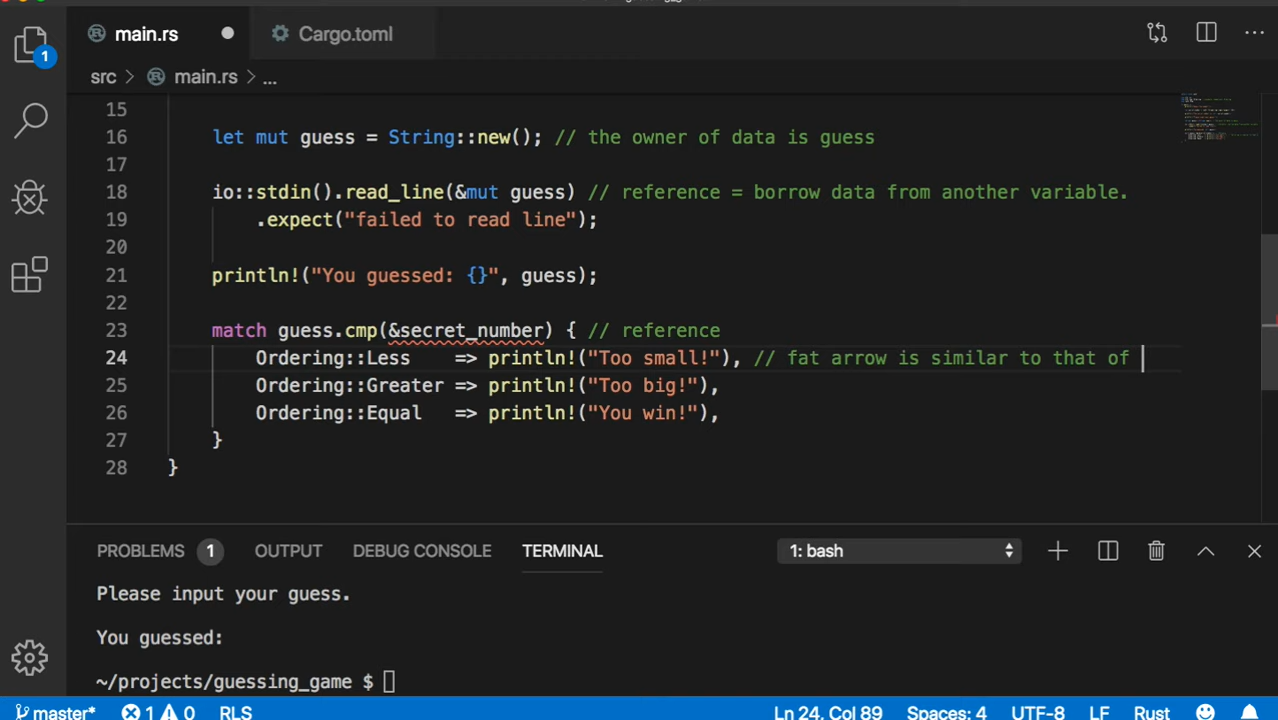 main.rs Cargo.toml
1
src > main.rs > ...
15
16 let mut guess = String::new(); // the owner of data is guess
17
18 io::stdin().read_line(&mut guess) // reference = borrow data from another variable.
19 .expect("failed to read line");
20
21 println!("You guessed: {}", guess);
22
23 match guess.cmp(&secret_number) { // reference
24 Ordering::Less    => println!("Too small!"), // fat arrow is similar to that of
25 Ordering::Greater => println!("Too big!"),
26 Ordering::Equal   => println!("You win!"),
27 }
28 }
PROBLEMS 1 OUTPUT DEBUG CONSOLE TERMINAL 1: bash
Please input your guess.
You guessed:
~/projects/guessing_game $
master* 1 0 RLS Ln 24, Col 89 Spaces: 4 UTF-8 LF Rust